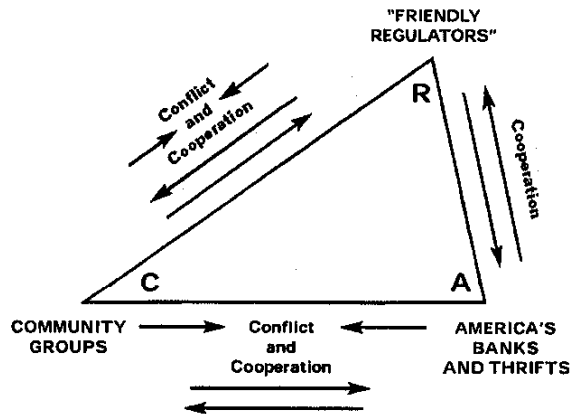 "FRIENDLY
REGULATORS"
R
Conflict
and
Cooperation
Cooperation
C
A
COMMUNITY
GROUPS
Conflict
and
Cooperation
AMERICA'S
BANKS
AND THRIFTS